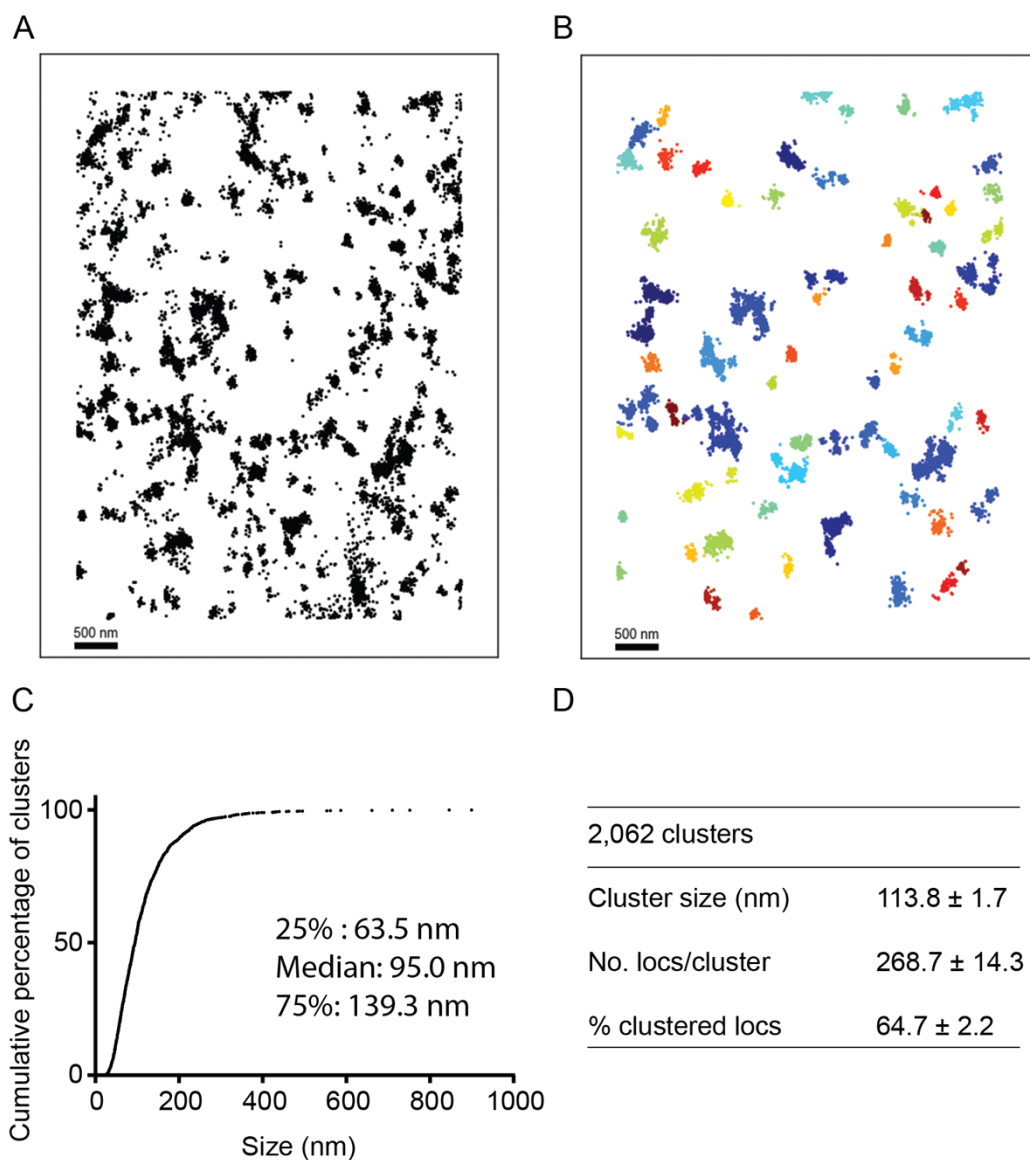 A
B
500 nm
500 nm
C
D
Cumulative percentage of clusters
100
50
0
25% : 63.5 nm
Median: 95.0 nm
75%: 139.3 nm
0 200 400 600 800 1000
Size (nm)
2,062 clusters
Cluster size (nm) 113.8 ± 1.7
No. locs/cluster 268.7 ± 14.3
% clustered locs 64.7 ± 2.2